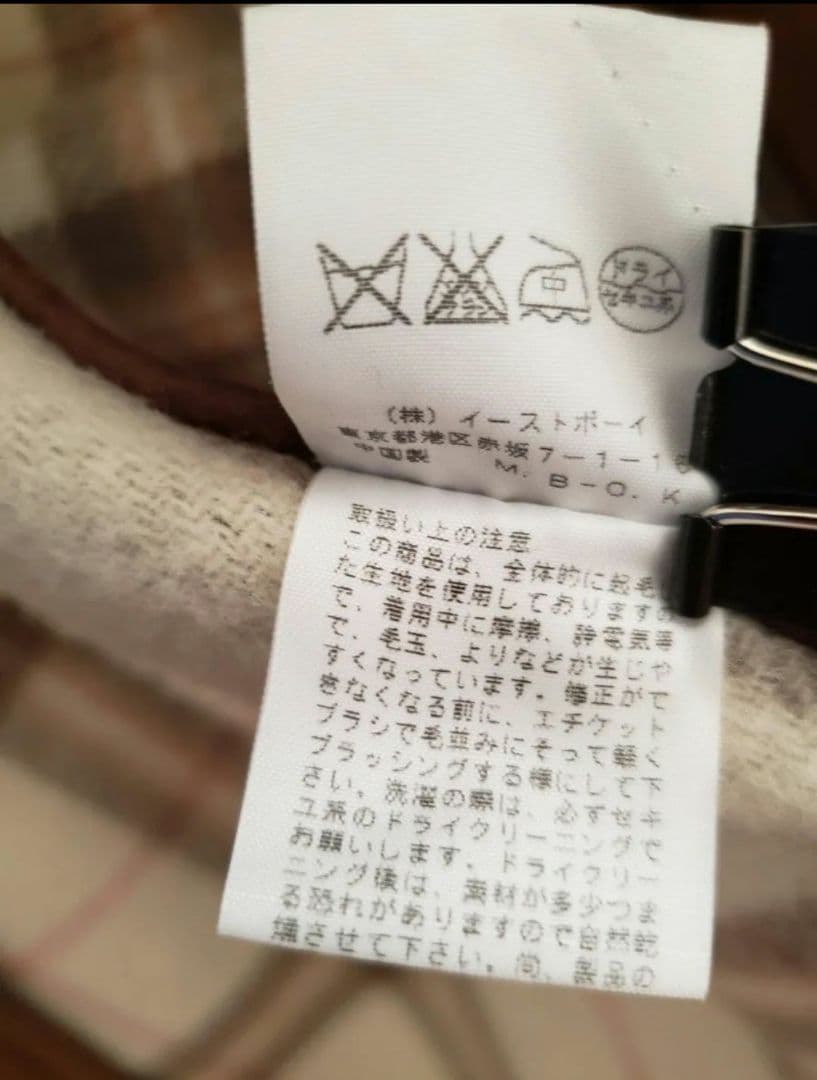 エンソ
中
ドライ
セキユ系
（株）イーストボーイ
東京都港区赤坂7-1-16
中国製 M. B-O. K
取扱い上の注意
この商品は、全体的に起毛
た生地を使用しております
で、着用中に摩擦、静電気等
で、毛玉、よりなどが生じや
すくなっています。修正がで
きなくなる前に、エチケット
ブラシで毛並みにそって軽く
ブラッシングする様にして下
さい。洗濯の際は、必ずセキ
ユ系のドライクリーニングで
お願いします。ドライクリー
ニング後は、素材が多少つま
る恐れがありますので自然乾
燥させて下さい。尚、製品の